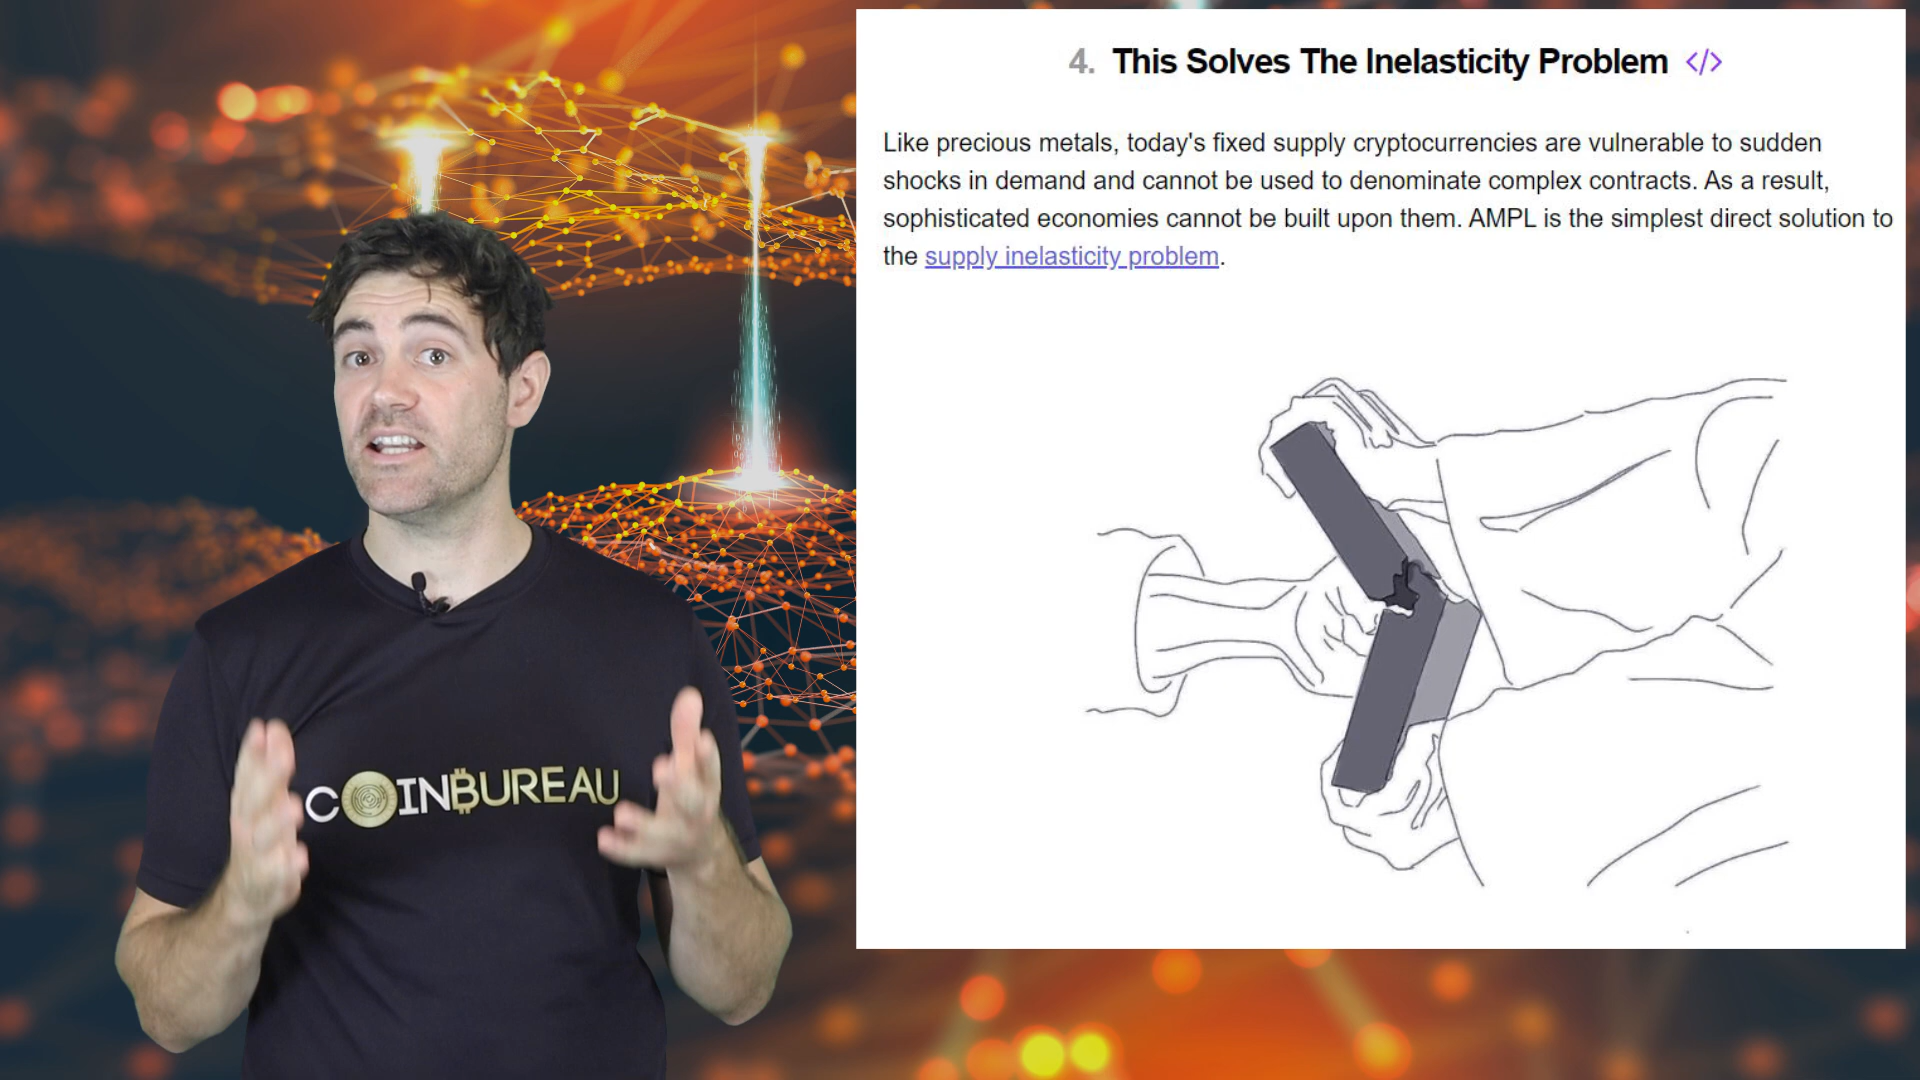 4. This Solves The Inelasticity Problem </>
Like precious metals, today's fixed supply cryptocurrencies are vulnerable to sudden
shocks in demand and cannot be used to denominate complex contracts. As a result,
sophisticated economies cannot be built upon them. AMPL is the simplest direct solution to
the supply inelasticity problem.
COINBUREAU